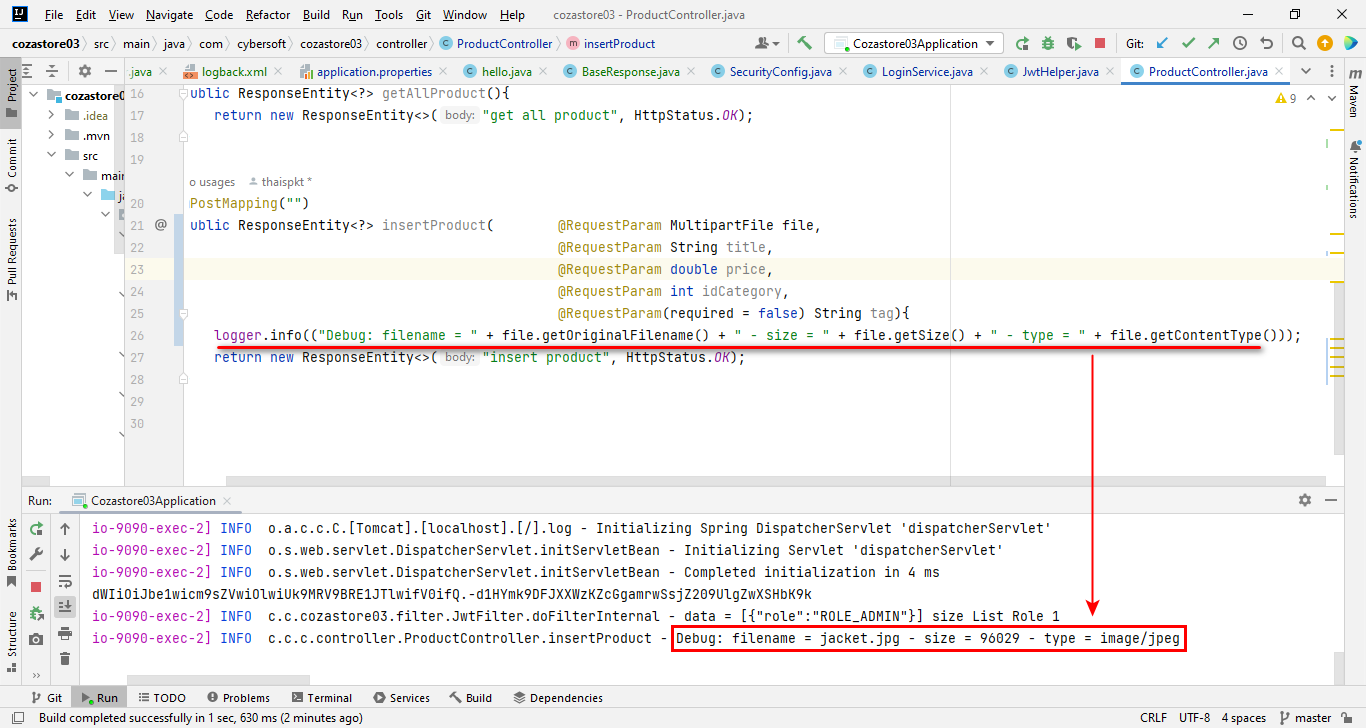 File Edit View Navigate Code Refactor Build Run Tools Git Window Help cozastore03 - ProductController.java
cozastore03 src main java com cybersoft cozastore03 controller C ProductController m insertProduct Cozastore03Application Git:
.java logback.xml application.properties hello.java BaseResponse.java SecurityConfig.java LoginService.java JwtHelper.java ProductController.java
Project
Commit
Pull Requests
Bookmarks
Structure
cozastore0
.idea
.mvn
src
main
ja
16 ublic ResponseEntity<?> getAllProduct(){ 9
17 return new ResponseEntity<>( body: "get all product", HttpStatus.OK);
18
19
o usages thaispkt *
20 PostMapping("")
21 @ ublic ResponseEntity<?> insertProduct( @RequestParam MultipartFile file,
22 @RequestParam String title,
23 @RequestParam double price,
24 @RequestParam int idCategory,
25 @RequestParam(required = false) String tag){
26 logger.info(("Debug: filename = " + file.getOriginalFilename() + " - size = " + file.getSize() + " - type = " + file.getContentType()));
27 return new ResponseEntity<>( body: "insert product", HttpStatus.OK);
28
29
30
m
Maven
Notifications
Run: Cozastore03Application
io-9090-exec-2] INFO o.a.c.c.C.[Tomcat].[localhost].[/].log - Initializing Spring DispatcherServlet 'dispatcherServlet'
io-9090-exec-2] INFO o.s.web.servlet.DispatcherServlet.initServletBean - Initializing Servlet 'dispatcherServlet'
io-9090-exec-2] INFO o.s.web.servlet.DispatcherServlet.initServletBean - Completed initialization in 4 ms
dWIiOiJbe1wicm9sZVwiOlwiUk9MRV9BRE1JTlwifV0ifQ.-d1HYmk9DFJXXWzKZcGgamrwSsjZ209UlgZwXSHbK9k
io-9090-exec-2] INFO c.c.cozastore03.filter.JwtFilter.doFilterInternal - data = [{"role":"ROLE_ADMIN"}] size List Role 1
io-9090-exec-2] INFO c.c.c.controller.ProductController.insertProduct - Debug: filename = jacket.jpg - size = 96029 - type = image/jpeg
Git Run TODO Problems Terminal Services Build Dependencies
Build completed successfully in 1 sec, 630 ms (2 minutes ago) CRLF UTF-8 4 spaces master